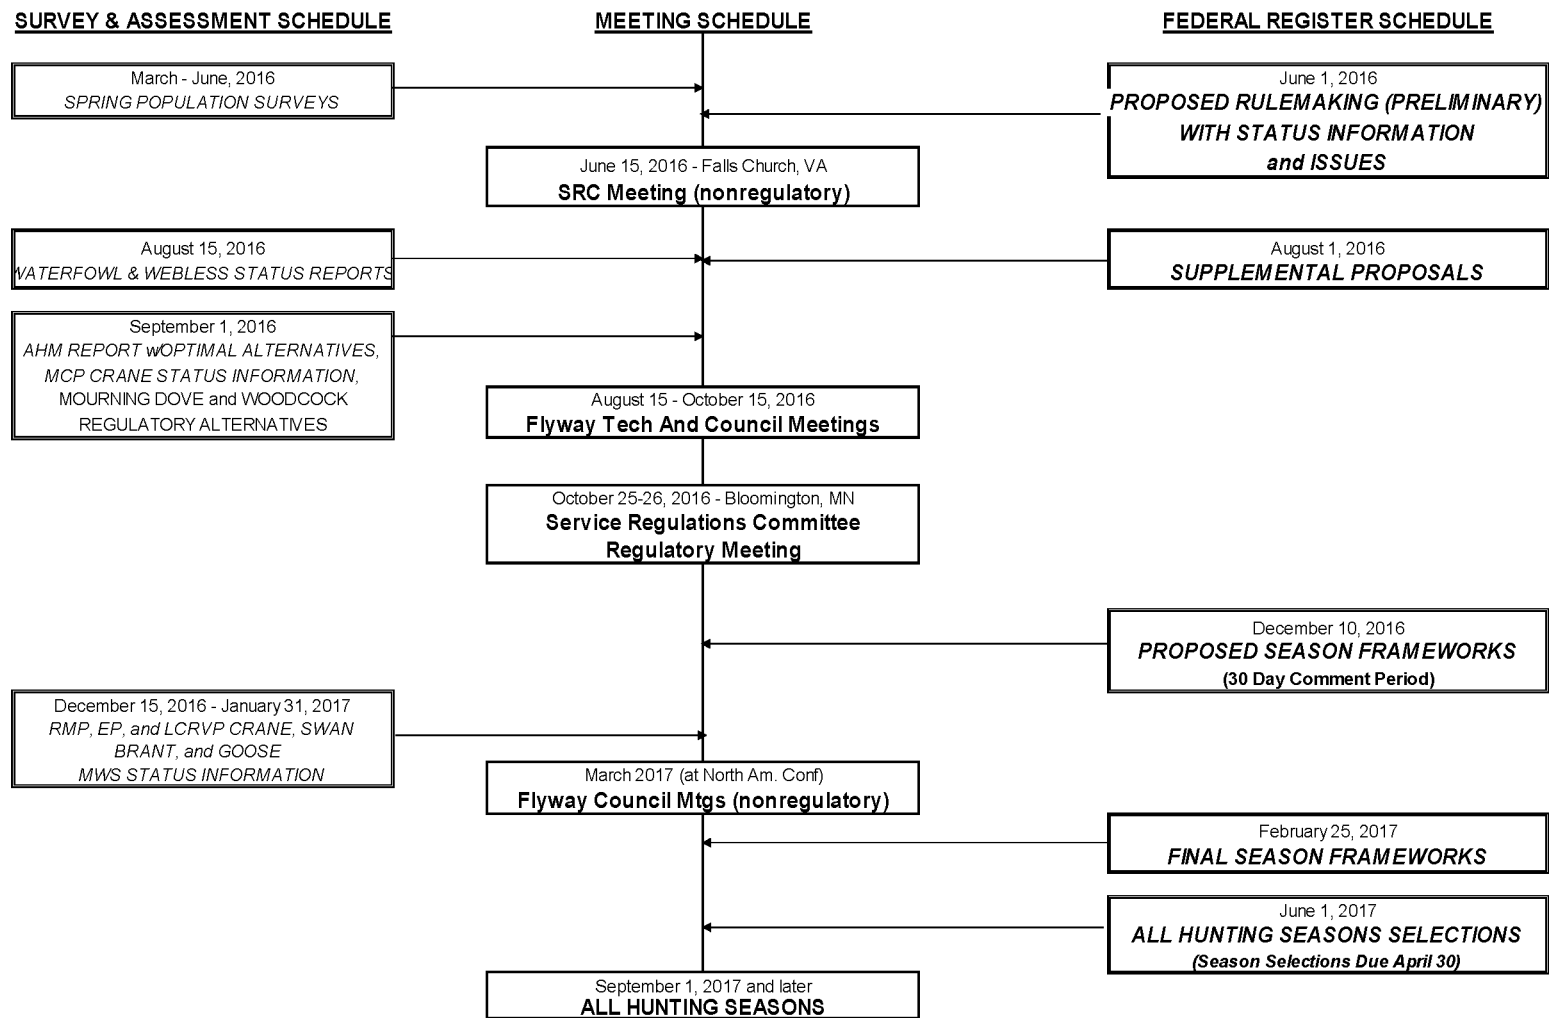 SURVEY & ASSESSMENT SCHEDULE
MEETING SCHEDULE
FEDERAL REGISTER SCHEDULE
March - June, 2016
SPRING POPULATION SURVEYS
June 1, 2016
PROPOSED RULEMAKING (PRELIMINARY)
WITH STATUS INFORMATION
and ISSUES
June 15, 2016 - Falls Church, VA
SRC Meeting (nonregulatory)
August 15, 2016
WATERFOWL & WEBLESS STATUS REPORTS
August 1, 2016
SUPPLEMENTAL PROPOSALS
September 1, 2016
AHM REPORT w/OPTIMAL ALTERNATIVES,
MCP CRANE STATUS INFORMATION,
MOURNING DOVE and WOODCOCK
REGULATORY ALTERNATIVES
August 15 - October 15, 2016
Flyway Tech And Council Meetings
October 25-26, 2016 - Bloomington, MN
Service Regulations Committee
Regulatory Meeting
December 10, 2016
PROPOSED SEASON FRAMEWORKS
(30 Day Comment Period)
December 15, 2016 - January 31, 2017
RMP, EP, and LCRVP CRANE, SWAN
BRANT, and GOOSE
MWS STATUS INFORMATION
March 2017 (at North Am. Conf)
Flyway Council Mtgs (nonregulatory)
February 25, 2017
FINAL SEASON FRAMEWORKS
June 1, 2017
ALL HUNTING SEASONS SELECTIONS
(Season Selections Due April 30)
September 1, 2017 and later
ALL HUNTING SEASONS